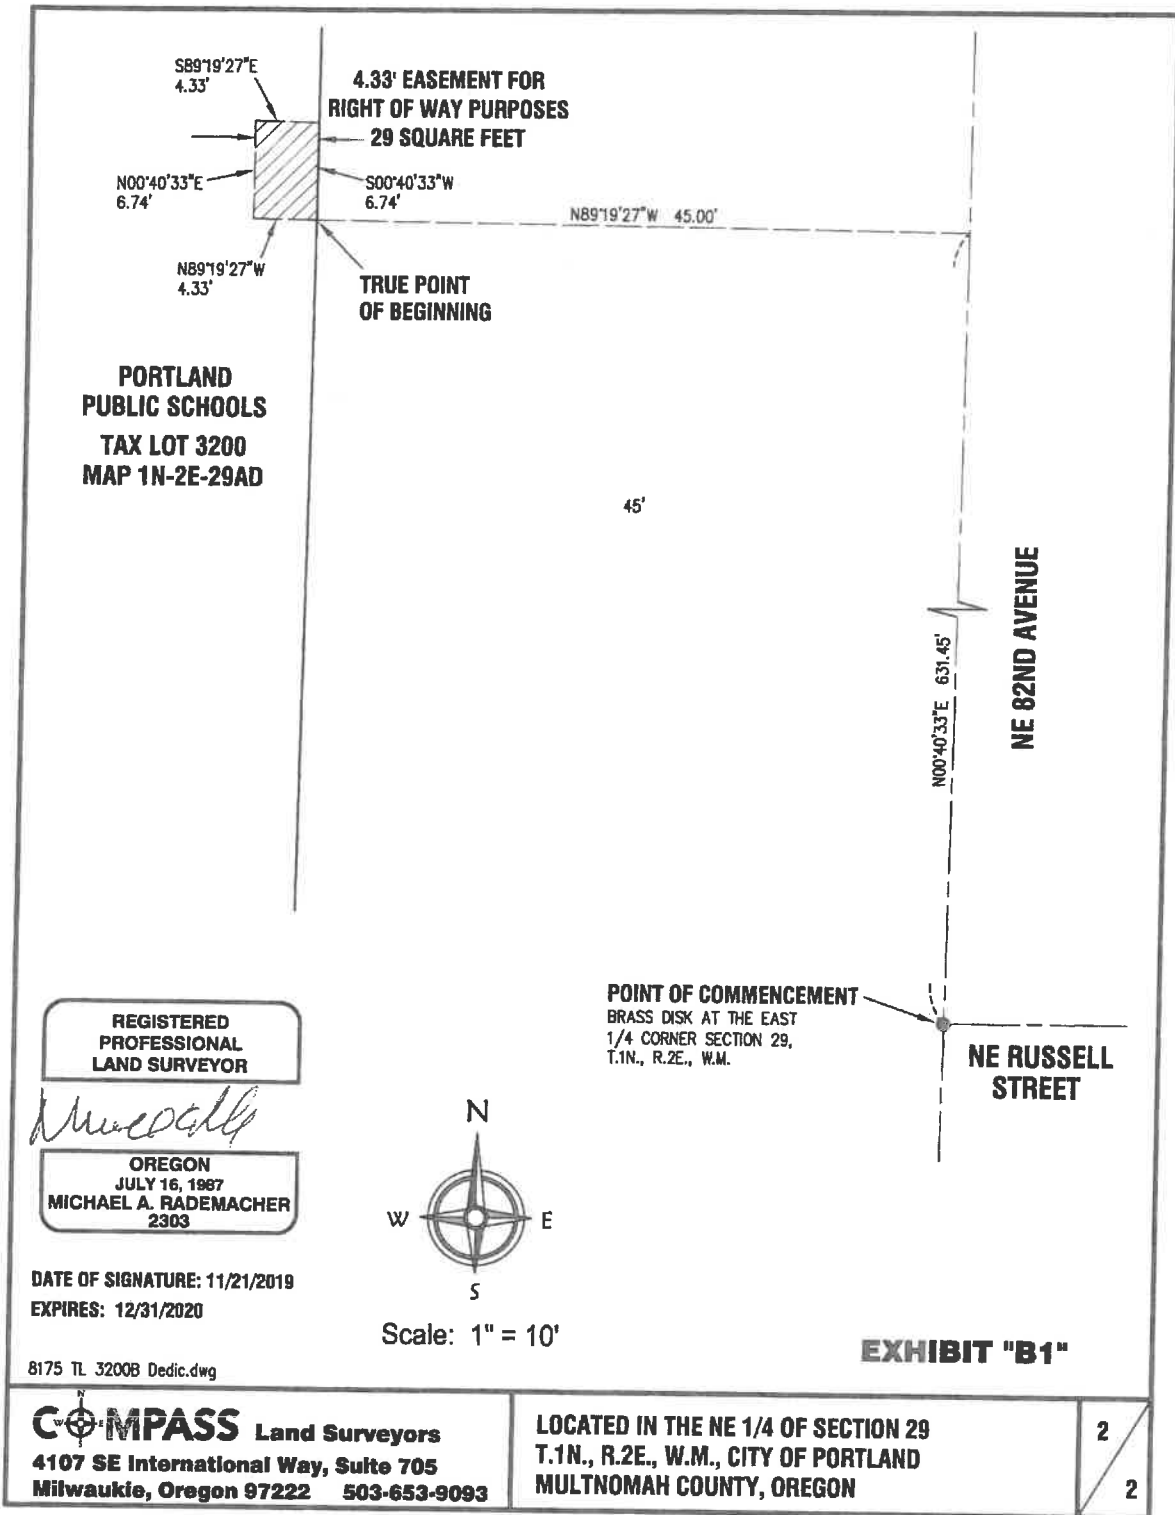 S89°19'27"E
4.33'
4.33' EASEMENT FOR
RIGHT OF WAY PURPOSES
29 SQUARE FEET
N00°40'33"E
6.74'
S00°40'33"W
6.74'
N89°19'27"W 45.00'
N89°19'27"W
4.33'
TRUE POINT
OF BEGINNING
PORTLAND
PUBLIC SCHOOLS
TAX LOT 3200
MAP 1N-2E-29AD
45'
NE 82ND AVENUE
N00°40'33"E 631.45'
POINT OF COMMENCEMENT
BRASS DISK AT THE EAST
1/4 CORNER SECTION 29,
T.1N., R.2E., W.M.
NE RUSSELL
STREET
REGISTERED
PROFESSIONAL
LAND SURVEYOR
OREGON
JULY 16, 1987
MICHAEL A. RADEMACHER
2303
DATE OF SIGNATURE: 11/21/2019
EXPIRES: 12/31/2020
N
W E
S
Scale: 1" = 10'
EXHIBIT "B1"
8175 TL 3200B Dedic.dwg
N
W E
COMPASS Land Surveyors
4107 SE International Way, Suite 705
Milwaukie, Oregon 97222 503-653-9093
LOCATED IN THE NE 1/4 OF SECTION 29
T.1N., R.2E., W.M., CITY OF PORTLAND
MULTNOMAH COUNTY, OREGON
2
2